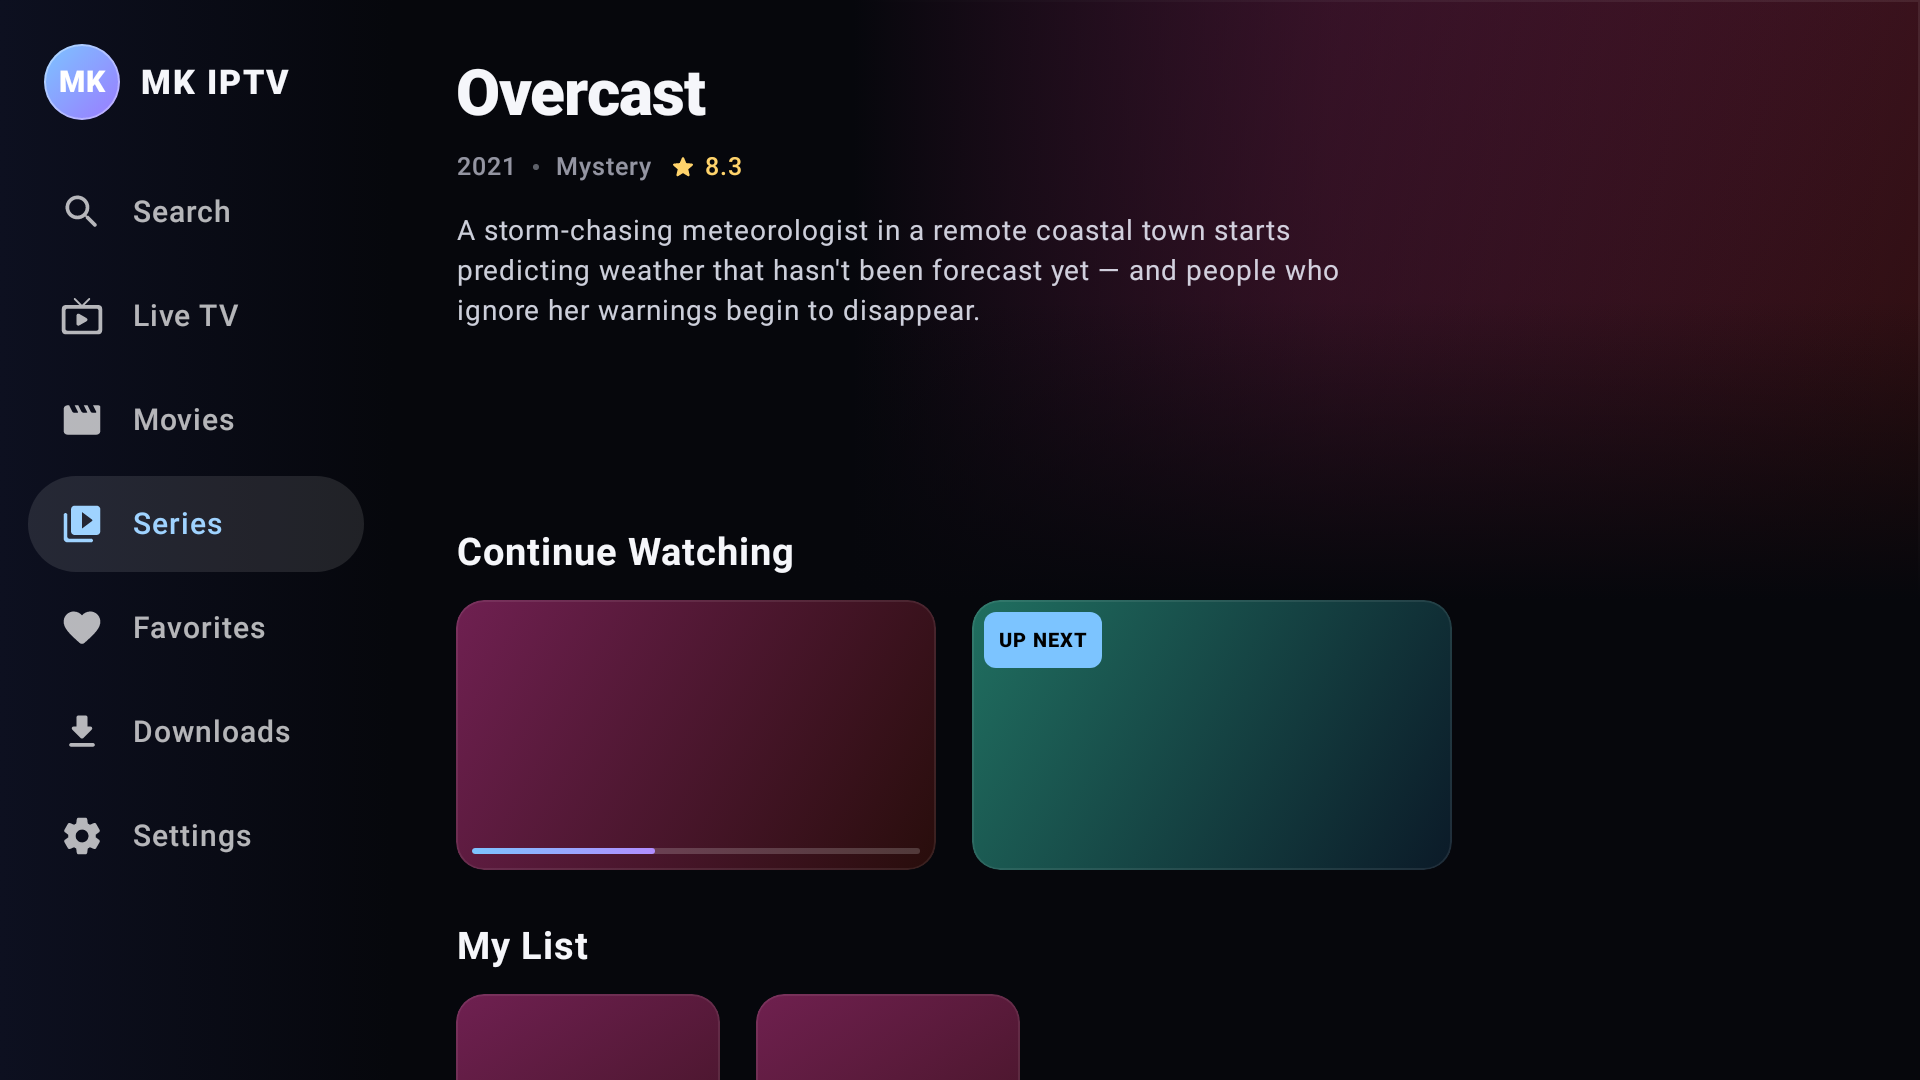 MK
MK IPTV
Search
Live TV
Movies
Series
Favorites
Downloads
Settings
Overcast
2021 • Mystery ★ 8.3
A storm-chasing meteorologist in a remote coastal town starts
predicting weather that hasn't been forecast yet — and people who
ignore her warnings begin to disappear.
Continue Watching
UP NEXT
My List